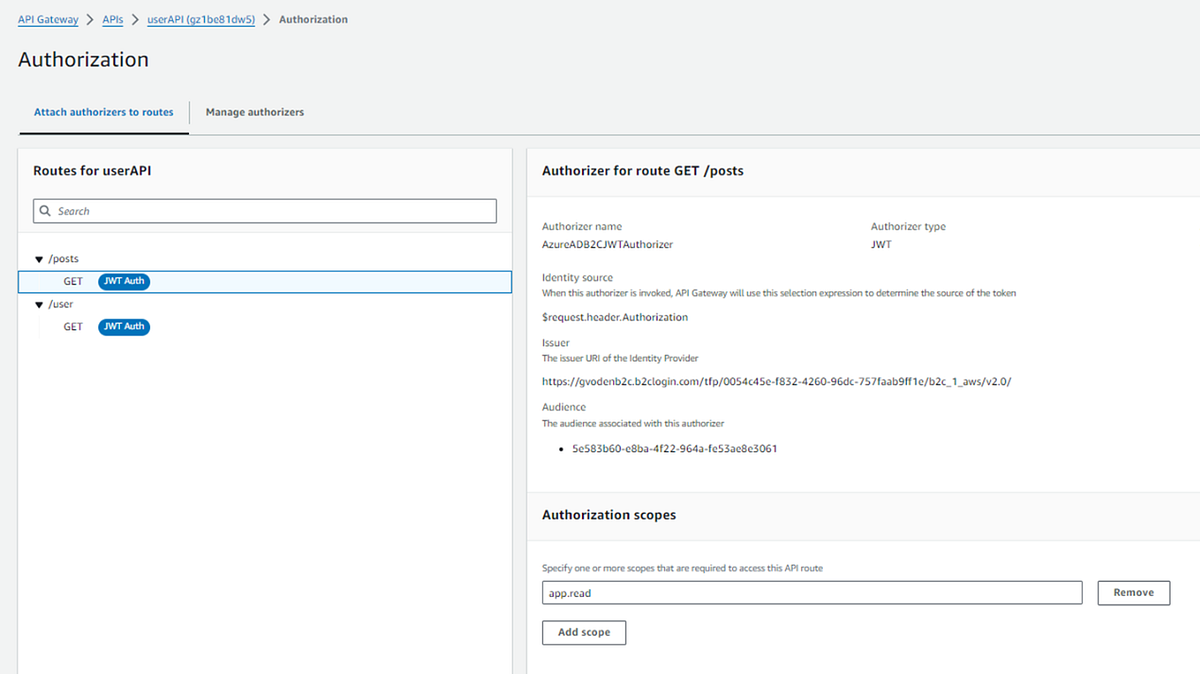 API Gateway > APIs > userAPI (gz1be81dw5) > Authorization
Authorization
Attach authorizers to routes
Manage authorizers
Routes for userAPI
Search
/posts
GET JWT Auth
/user
GET JWT Auth
Authorizer for route GET /posts
Authorizer name
AzureADB2CJWTAuthorizer
Authorizer type
JWT
Identity source
When this authorizer is invoked, API Gateway will use this selection expression to determine the source of the token
$request.header.Authorization
Issuer
The issuer URI of the Identity Provider
https://gvodenb2c.b2clogin.com/tfp/0054c45e-f832-4260-96dc-757faab9ff1e/b2c_1_aws/v2.0/
Audience
The audience associated with this authorizer
5e583b60-e8ba-4f22-964a-fe53ae8e3061
Authorization scopes
Specify one or more scopes that are required to access this API route
app.read
Remove
Add scope